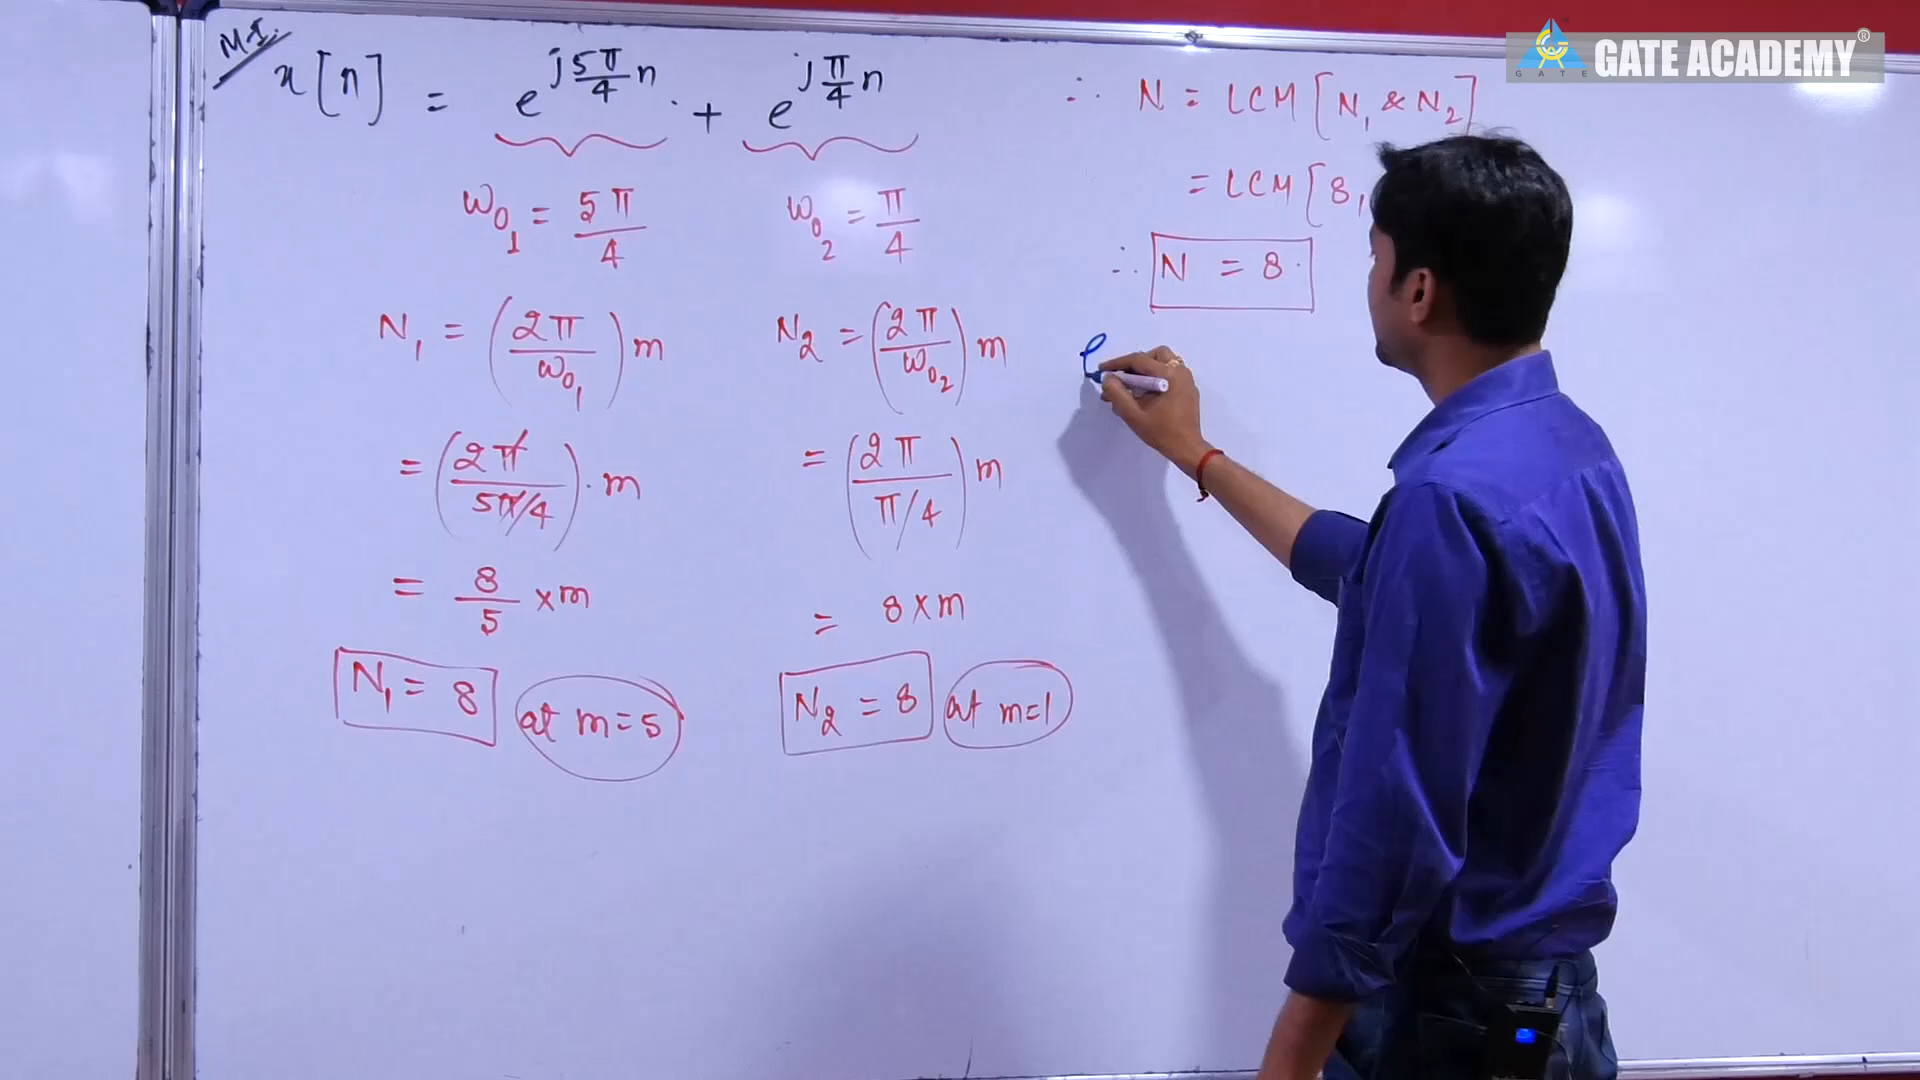 GATE
GATE ACADEMY®
M-I.
x[n] = e^{j5π/4 n} + e^{jπ/4 n}
ω₀₁ = 5π/4
ω₀₂ = π/4
N₁ = (2π/ω₀₁) m
= (2π/(5π/4)) · m
= 8/5 × m
N₁ = 8 at m=5
N₂ = (2π/ω₀₂) m
= (2π/(π/4)) m
= 8 × m
N₂ = 8 at m=1
∴ N = LCM [N₁ & N₂]
= LCM [8,
∴ N = 8